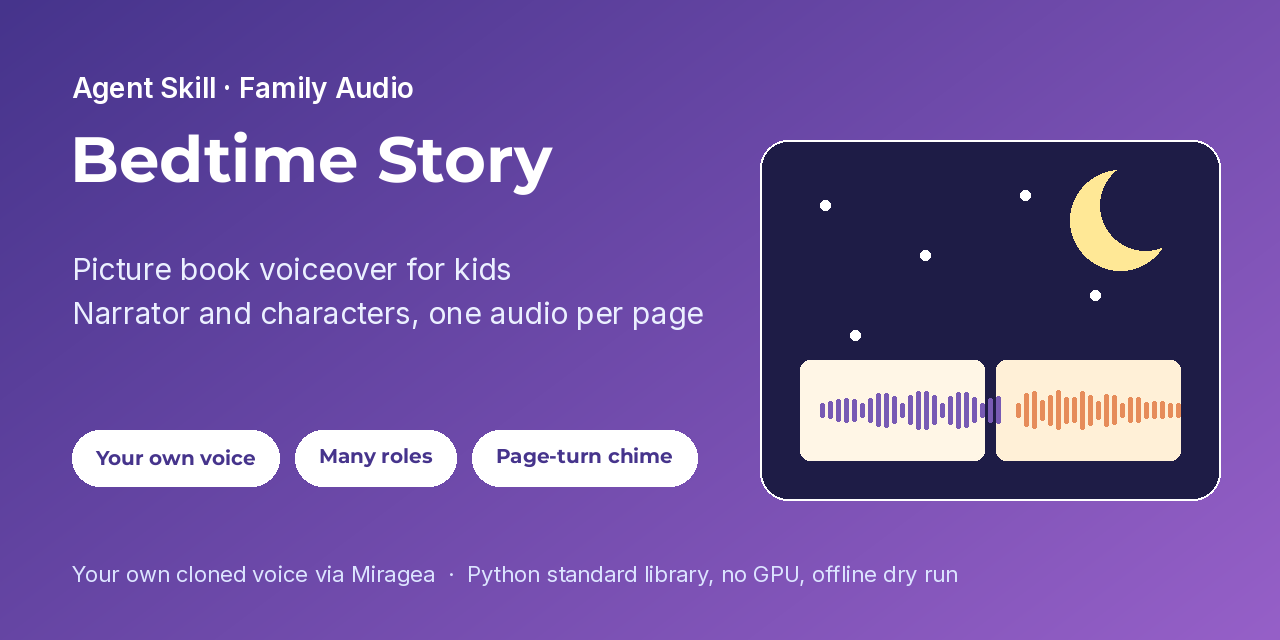 Agent Skill · Family Audio
Bedtime Story
Picture book voiceover for kids
Narrator and characters, one audio per page
Your own voice
Many roles
Page-turn chime
Your own cloned voice via Miragea · Python standard library, no GPU, offline dry run